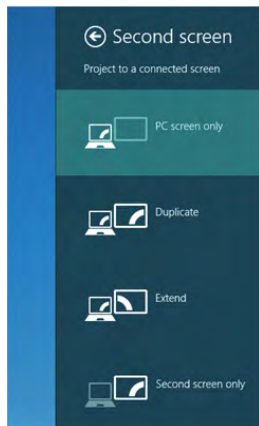 Second screen
Project to a connected screen
PC screen only
Duplicate
Extend
Second screen only